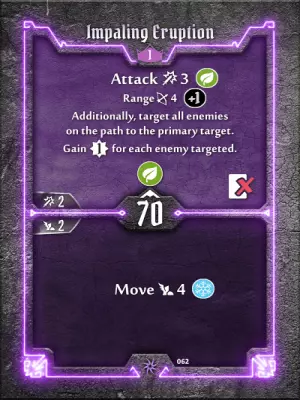 Impaling Eruption
1
Attack 3
Range 4 +1
Additionally, target all enemies
on the path to the primary target.
Gain 1 for each enemy targeted.
2
70
2
Move 4
062